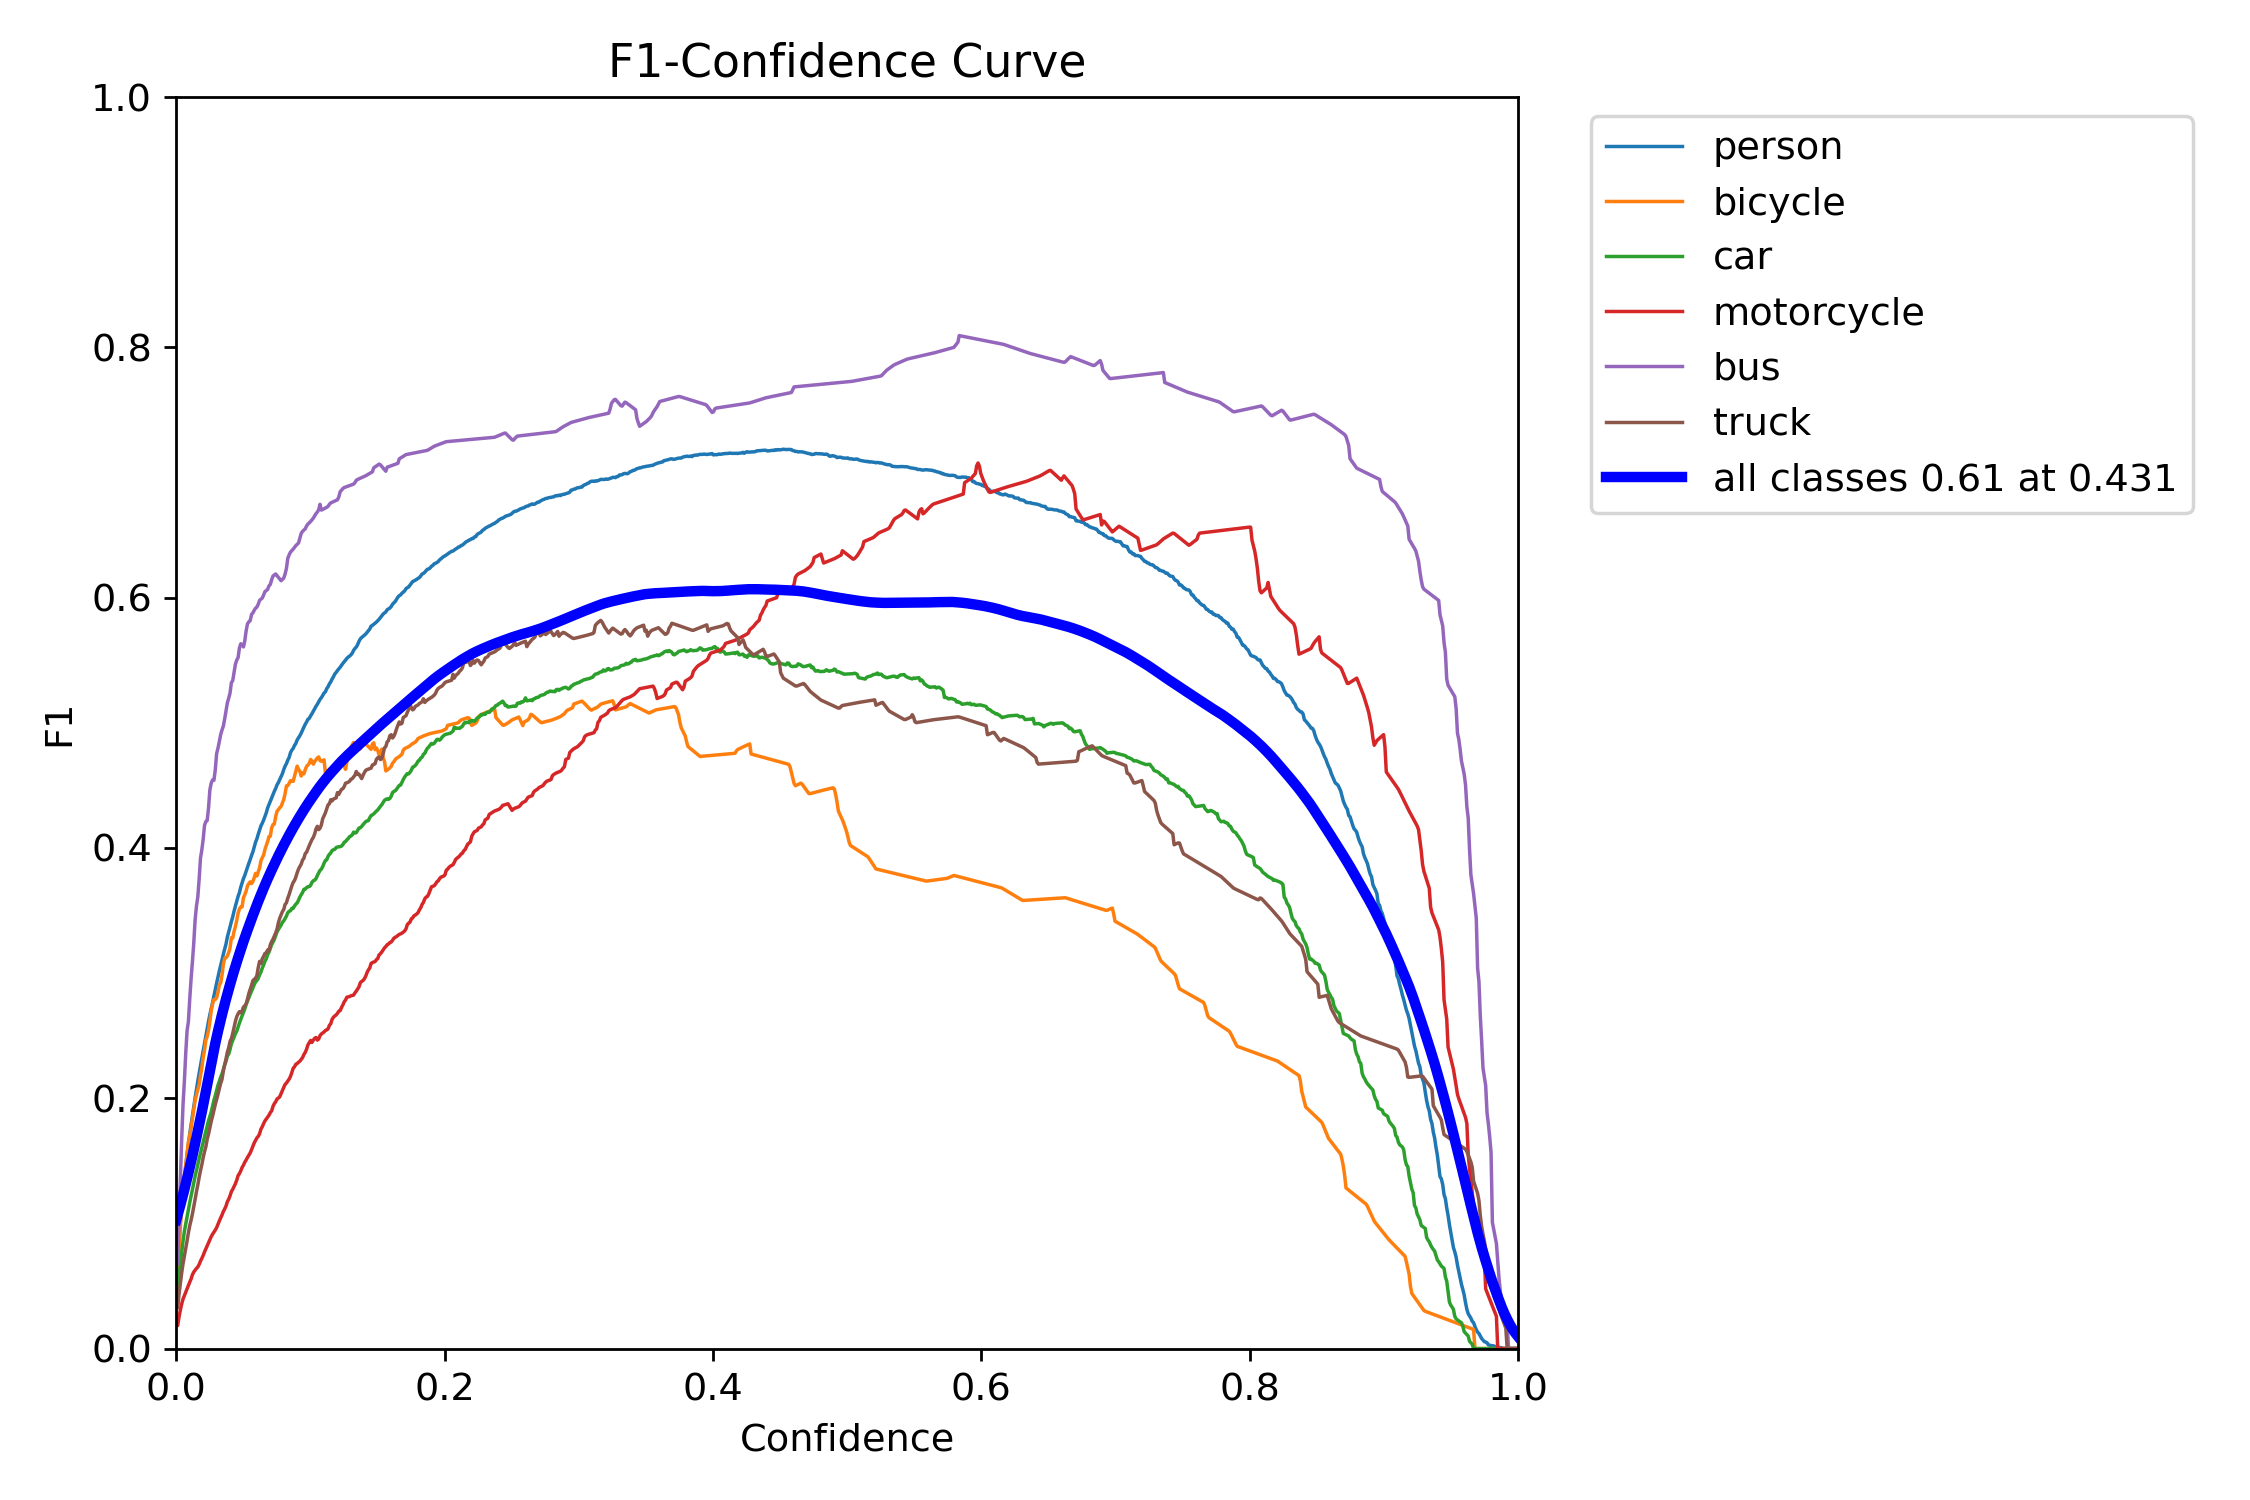 F1-Confidence Curve
1.0
0.8
0.6
0.4
0.2
0.0
F1
0.0 0.2 0.4 0.6 0.8 1.0
Confidence
person
bicycle
car
motorcycle
bus
truck
all classes 0.61 at 0.431